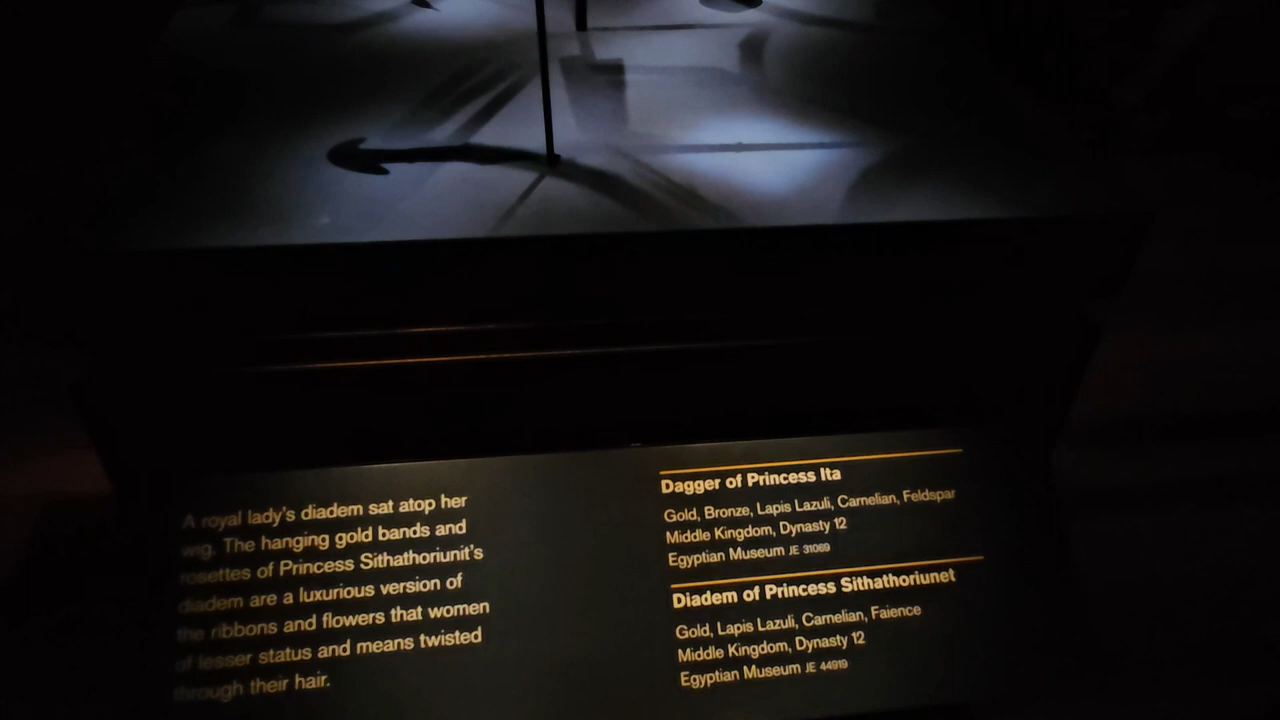 A royal lady's diadem sat atop her
wig. The hanging gold bands and
rosettes of Princess Sithathoriunit's
diadem are a luxurious version of
the ribbons and flowers that women
of lesser status and means twisted
through their hair.
Dagger of Princess Ita
Gold, Bronze, Lapis Lazuli, Carnelian, Feldspar
Middle Kingdom, Dynasty 12
Egyptian Museum JE 31069
Diadem of Princess Sithathoriunet
Gold, Lapis Lazuli, Carnelian, Faience
Middle Kingdom, Dynasty 12
Egyptian Museum JE 44919